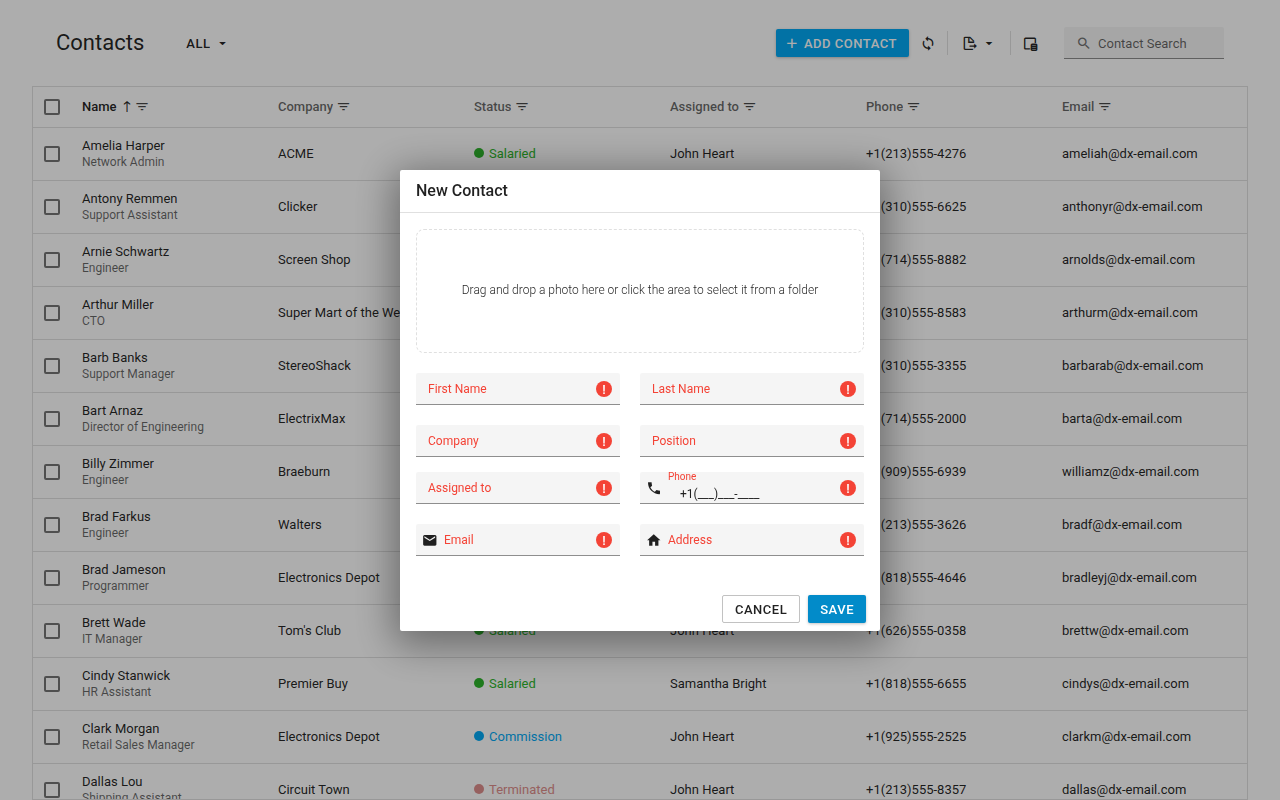 Contacts
ALL
ADD CONTACT
Contact Search
Name
Company
Status
Assigned to
Phone
Email
Amelia Harper
Network Admin
ACME
Salaried
John Heart
+1(213)555-4276
ameliah@dx-email.com
Antony Remmen
Support Assistant
Clicker
(310)555-6625
anthonyr@dx-email.com
Arnie Schwartz
Engineer
Screen Shop
(714)555-8882
arnolds@dx-email.com
Arthur Miller
CTO
Super Mart of the We
(310)555-8583
arthurm@dx-email.com
Barb Banks
Support Manager
StereoShack
(310)555-3355
barbarab@dx-email.com
Bart Arnaz
Director of Engineering
ElectrixMax
(714)555-2000
barta@dx-email.com
Billy Zimmer
Engineer
Braeburn
(909)555-6939
williamz@dx-email.com
Brad Farkus
Engineer
Walters
(213)555-3626
bradf@dx-email.com
Brad Jameson
Programmer
Electronics Depot
(818)555-4646
bradleyj@dx-email.com
Brett Wade
IT Manager
Tom's Club
Salaried
John Heart
+1(626)555-0358
brettw@dx-email.com
Cindy Stanwick
HR Assistant
Premier Buy
Salaried
Samantha Bright
+1(818)555-6655
cindys@dx-email.com
Clark Morgan
Retail Sales Manager
Electronics Depot
Commission
John Heart
+1(925)555-2525
clarkm@dx-email.com
Dallas Lou
Shipping Assistant
Circuit Town
Terminated
John Heart
+1(213)555-8357
dallas@dx-email.com
New Contact
Drag and drop a photo here or click the area to select it from a folder
First Name
Last Name
Company
Position
Assigned to
Phone
+1(___)___-____
Email
Address
CANCEL
SAVE